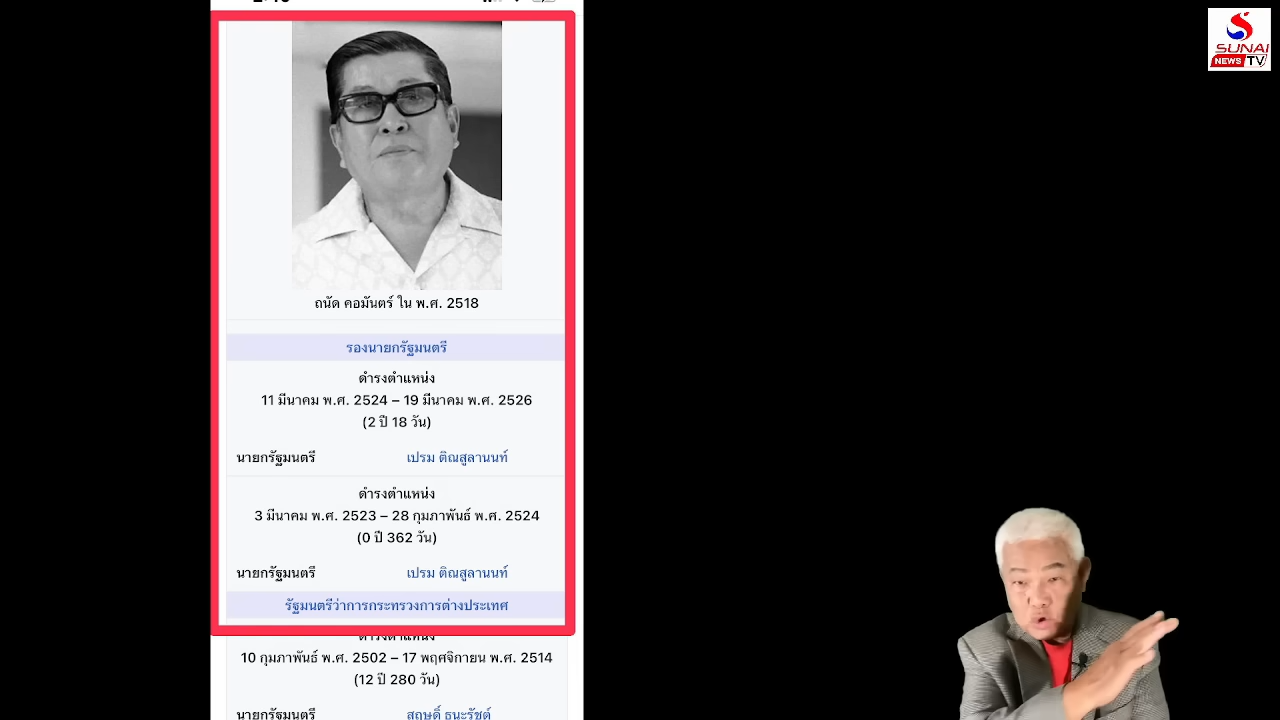 SUNAI
NEWS TV
ถนัด คอมันตร์ ใน พ.ศ. 2518
รองนายกรัฐมนตรี
ดำรงตำแหน่ง
11 มีนาคม พ.ศ. 2524 – 19 มีนาคม พ.ศ. 2526
(2 ปี 18 วัน)
นายกรัฐมนตรี เปรม ติณสูลานนท์
ดำรงตำแหน่ง
3 มีนาคม พ.ศ. 2523 – 28 กุมภาพันธ์ พ.ศ. 2524
(0 ปี 362 วัน)
นายกรัฐมนตรี เปรม ติณสูลานนท์
รัฐมนตรีว่าการกระทรวงการต่างประเทศ
ดำรงตำแหน่ง
10 กุมภาพันธ์ พ.ศ. 2502 – 17 พฤศจิกายน พ.ศ. 2514
(12 ปี 280 วัน)
นายกรัฐมนตรี สฤษดิ์ ธนะรัชต์